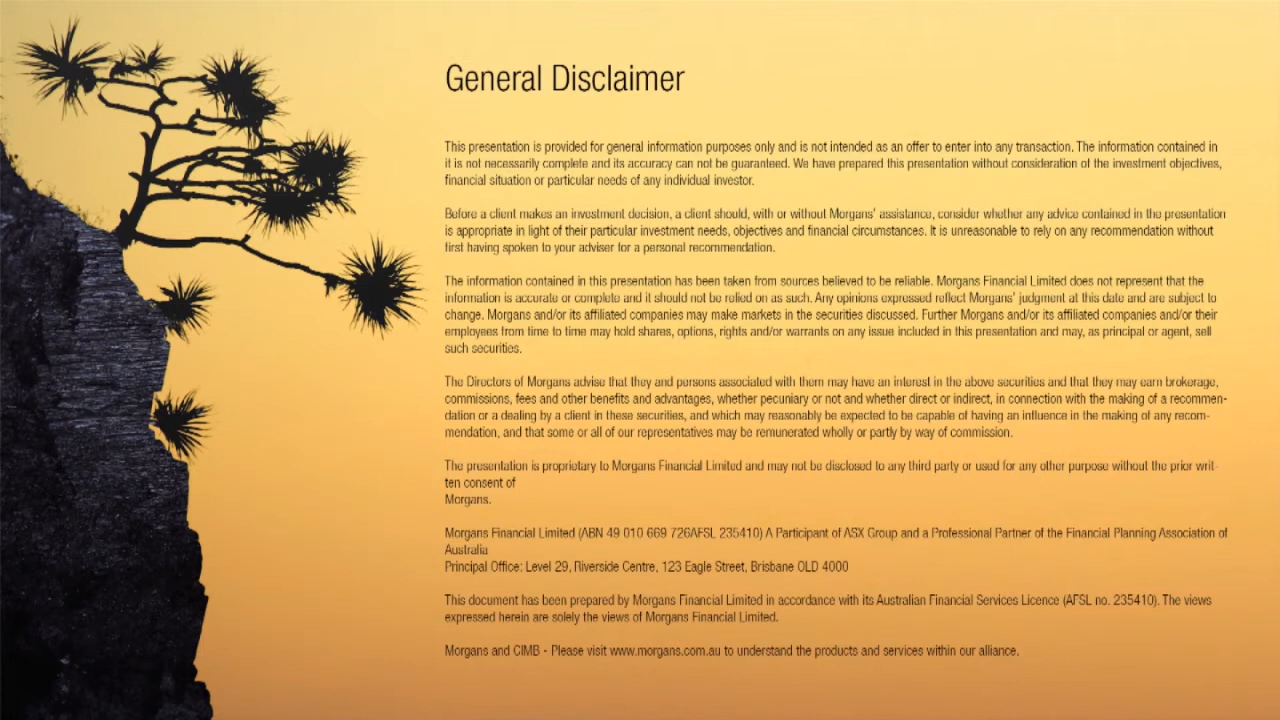 General Disclaimer
This presentation is provided for general information purposes only and is not intended as an offer to enter into any transaction. The information contained in
it is not necessarily complete and its accuracy can not be guaranteed. We have prepared this presentation without consideration of the investment objectives,
financial situation or particular needs of any individual investor.
Before a client makes an investment decision, a client should, with or without Morgans' assistance, consider whether any advice contained in the presentation
is appropriate in light of their particular investment needs, objectives and financial circumstances. It is unreasonable to rely on any recommendation without
first having spoken to your adviser for a personal recommendation.
The information contained in this presentation has been taken from sources believed to be reliable. Morgans Financial Limited does not represent that the
information is accurate or complete and it should not be relied on as such. Any opinions expressed reflect Morgans' judgment at this date and are subject to
change. Morgans and/or its affiliated companies may make markets in the securities discussed. Further Morgans and/or its affiliated companies and/or their
employees from time to time may hold shares, options, rights and/or warrants on any issue included in this presentation and may, as principal or agent, sell
such securities.
The Directors of Morgans advise that they and persons associated with them may have an interest in the above securities and that they may earn brokerage,
commissions, fees and other benefits and advantages, whether pecuniary or not and whether direct or indirect, in connection with the making of a recommen-
dation or a dealing by a client in these securities, and which may reasonably be expected to be capable of having an influence in the making of any recom-
mendation, and that some or all of our representatives may be remunerated wholly or partly by way of commission.
The presentation is proprietary to Morgans Financial Limited and may not be disclosed to any third party or used for any other purpose without the prior writ-
ten consent of
Morgans.
Morgans Financial Limited (ABN 49 010 669 726AFSL 235410) A Participant of ASX Group and a Professional Partner of the Financial Planning Association of
Australia
Principal Office: Level 29, Riverside Centre, 123 Eagle Street, Brisbane QLD 4000
This document has been prepared by Morgans Financial Limited in accordance with its Australian Financial Services Licence (AFSL no. 235410). The views
expressed herein are solely the views of Morgans Financial Limited.
Morgans and CIMB - Please visit www.morgans.com.au to understand the products and services within our alliance.